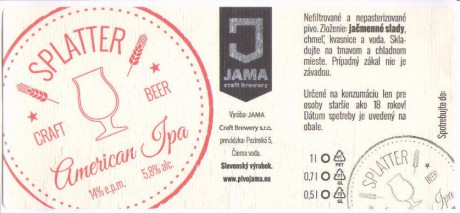 SPLATTER
CRAFT
BEER
American Ipa
14% e.p.m.
5,8% alc.
JAMA
craft brewery
Výroba: JAMA
Craft Brewery s.r.o.
prevádzka: Pezinská 5,
Čierna voda.
Slovenský výrobok.
www.pivojama.eu
Nefiltrované a nepasterizované
pivo. Zloženie: jačmenné slady,
chmeľ, kvasnice a voda. Skla-
dujte na tmavom a chladnom
mieste. Prípadný zákal nie je
závadou.
Určené na konzumáciu len pre
osoby staršie ako 18 rokov!
Dátum spotreby je uvedený na
obale.
1 l
PET
0,7 l
0,5 l
Spotrebujte do:
SPLATTER
CRAFT
BEER